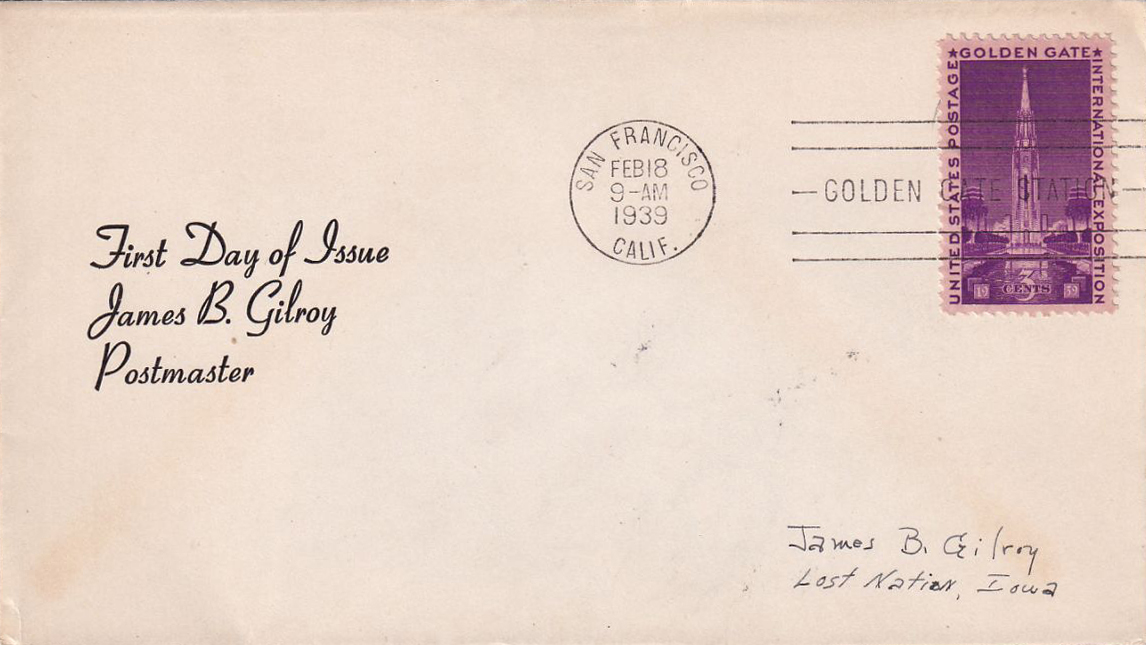 ★GOLDEN GATE★
UNITED STATES POSTAGE
INTERNATIONAL EXPOSITION
3
CENTS
19 39
SAN FRANCISCO
FEB 18
9-AM
1939
CALIF.
GOLDEN GATE STATION
First Day of Issue
James B. Gilroy
Postmaster
James B. Gilroy
Lost Nation, Iowa